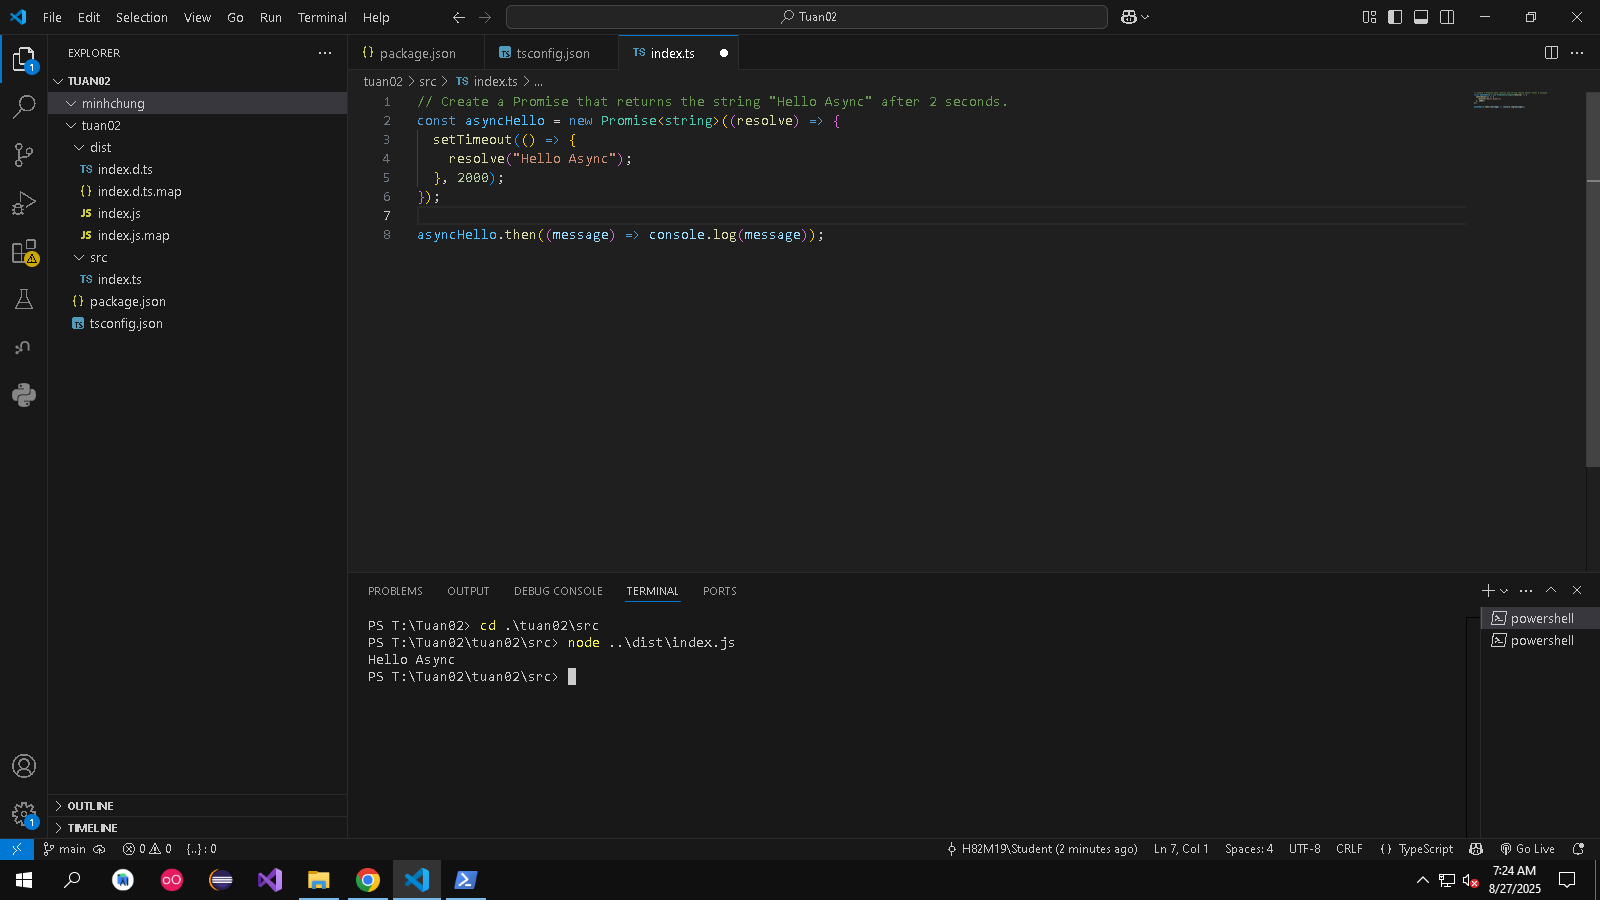 File Edit Selection View Go Run Terminal Help
Tuan02
EXPLORER
TUAN02
minhchung
tuan02
dist
TS index.d.ts
{} index.d.ts.map
JS index.js
JS index.js.map
src
TS index.ts
{} package.json
TS tsconfig.json
OUTLINE
TIMELINE
{} package.json
TS tsconfig.json
TS index.ts
tuan02 > src > TS index.ts > ...
1 // Create a Promise that returns the string "Hello Async" after 2 seconds.
2 const asyncHello = new Promise<string>((resolve) => {
3 setTimeout(() => {
4 resolve("Hello Async");
5 }, 2000);
6 });
7
8 asyncHello.then((message) => console.log(message));
PROBLEMS OUTPUT DEBUG CONSOLE TERMINAL PORTS
PS T:\Tuan02> cd .\tuan02\src
PS T:\Tuan02\tuan02\src> node ..\dist\index.js
Hello Async
PS T:\Tuan02\tuan02\src>
powershell
powershell
main 0 0 {..} : 0
H82M19\Student (2 minutes ago) Ln 7, Col 1 Spaces: 4 UTF-8 CRLF {} TypeScript Go Live
7:24 AM
8/27/2025